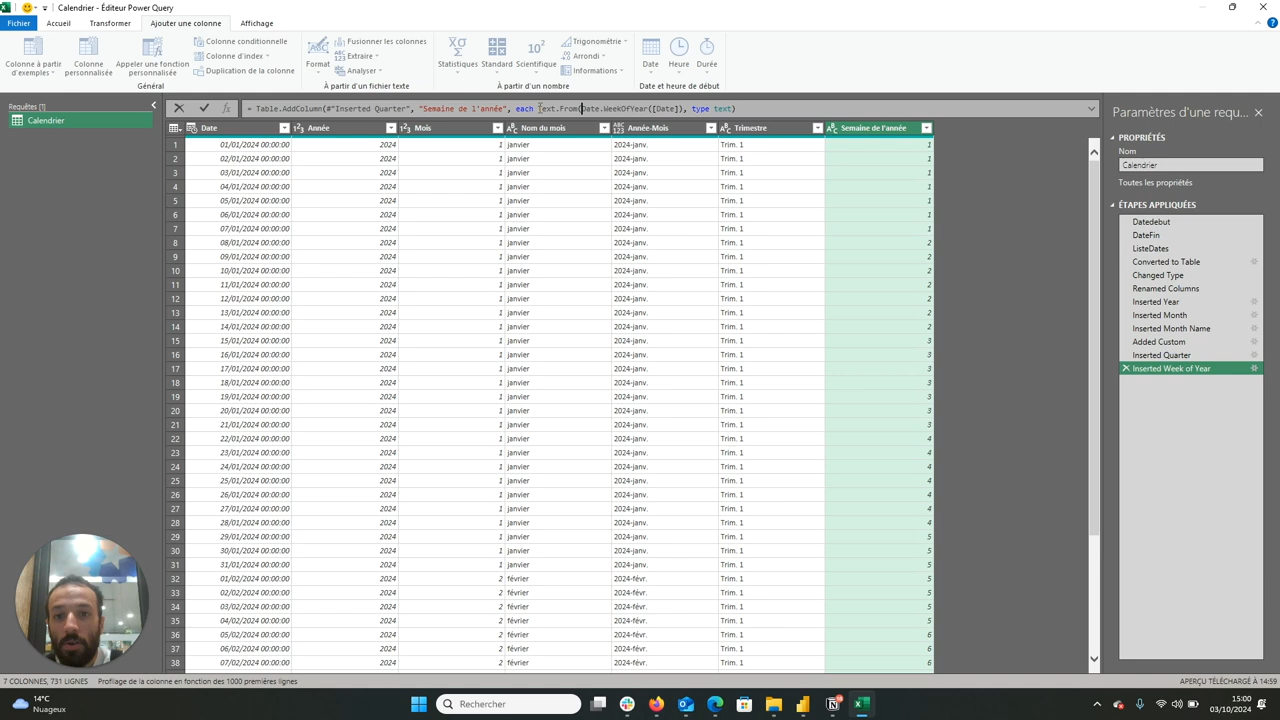 Calendrier - Éditeur Power Query
Fichier Accueil Transformer Ajouter une colonne Affichage
Colonne à partir d'exemples
Colonne personnalisée
Appeler une fonction personnalisée
Colonne conditionnelle
Colonne d'index
Duplication de la colonne
Général
Format
Fusionner les colonnes
Extraire
Analyser
À partir d'un fichier texte
Statistiques
Standard
Scientifique
Trigonométrie
Arrondi
Informations
À partir d'un nombre
Date
Heure
Durée
Date et heure de début
Requêtes [1]
Calendrier
= Table.AddColumn(#"Inserted Quarter", "Semaine de l'année", each Text.From(Date.WeekOfYear([Date]), type text)
Date Année Mois Nom du mois Année-Mois Trimestre Semaine de l'année
1 01/01/2024 00:00:00 2024 1 janvier 2024-janv. Trim. 1 1
2 02/01/2024 00:00:00 2024 1 janvier 2024-janv. Trim. 1 1
3 03/01/2024 00:00:00 2024 1 janvier 2024-janv. Trim. 1 1
4 04/01/2024 00:00:00 2024 1 janvier 2024-janv. Trim. 1 1
5 05/01/2024 00:00:00 2024 1 janvier 2024-janv. Trim. 1 1
6 06/01/2024 00:00:00 2024 1 janvier 2024-janv. Trim. 1 1
7 07/01/2024 00:00:00 2024 1 janvier 2024-janv. Trim. 1 1
8 08/01/2024 00:00:00 2024 1 janvier 2024-janv. Trim. 1 2
9 09/01/2024 00:00:00 2024 1 janvier 2024-janv. Trim. 1 2
10 10/01/2024 00:00:00 2024 1 janvier 2024-janv. Trim. 1 2
11 11/01/2024 00:00:00 2024 1 janvier 2024-janv. Trim. 1 2
12 12/01/2024 00:00:00 2024 1 janvier 2024-janv. Trim. 1 2
13 13/01/2024 00:00:00 2024 1 janvier 2024-janv. Trim. 1 2
14 14/01/2024 00:00:00 2024 1 janvier 2024-janv. Trim. 1 2
15 15/01/2024 00:00:00 2024 1 janvier 2024-janv. Trim. 1 3
16 16/01/2024 00:00:00 2024 1 janvier 2024-janv. Trim. 1 3
17 17/01/2024 00:00:00 2024 1 janvier 2024-janv. Trim. 1 3
18 18/01/2024 00:00:00 2024 1 janvier 2024-janv. Trim. 1 3
19 19/01/2024 00:00:00 2024 1 janvier 2024-janv. Trim. 1 3
20 20/01/2024 00:00:00 2024 1 janvier 2024-janv. Trim. 1 3
21 21/01/2024 00:00:00 2024 1 janvier 2024-janv. Trim. 1 3
22 22/01/2024 00:00:00 2024 1 janvier 2024-janv. Trim. 1 4
23 23/01/2024 00:00:00 2024 1 janvier 2024-janv. Trim. 1 4
24 24/01/2024 00:00:00 2024 1 janvier 2024-janv. Trim. 1 4
25 25/01/2024 00:00:00 2024 1 janvier 2024-janv. Trim. 1 4
26 26/01/2024 00:00:00 2024 1 janvier 2024-janv. Trim. 1 4
27 27/01/2024 00:00:00 2024 1 janvier 2024-janv. Trim. 1 4
28 28/01/2024 00:00:00 2024 1 janvier 2024-janv. Trim. 1 4
29 29/01/2024 00:00:00 2024 1 janvier 2024-janv. Trim. 1 5
30 30/01/2024 00:00:00 2024 1 janvier 2024-janv. Trim. 1 5
31 31/01/2024 00:00:00 2024 1 janvier 2024-janv. Trim. 1 5
32 01/02/2024 00:00:00 2024 2 février 2024-févr. Trim. 1 5
33 02/02/2024 00:00:00 2024 2 février 2024-févr. Trim. 1 5
34 03/02/2024 00:00:00 2024 2 février 2024-févr. Trim. 1 5
35 04/02/2024 00:00:00 2024 2 février 2024-févr. Trim. 1 5
36 05/02/2024 00:00:00 2024 2 février 2024-févr. Trim. 1 6
37 06/02/2024 00:00:00 2024 2 février 2024-févr. Trim. 1 6
38 07/02/2024 00:00:00 2024 2 février 2024-févr. Trim. 1 6
Paramètres d'une requ...
PROPRIÉTÉS
Nom
Calendrier
Toutes les propriétés
ÉTAPES APPLIQUÉES
Datedebut
DateFin
ListeDates
Converted to Table
Changed Type
Renamed Columns
Inserted Year
Inserted Month
Inserted Month Name
Added Custom
Inserted Quarter
Inserted Week of Year
7 COLONNES, 731 LIGNES Profilage de la colonne en fonction des 1000 premières lignes
APERÇU TÉLÉCHARGÉ À 14:59
14°C
Nuageux
Rechercher
15:00
03/10/2024